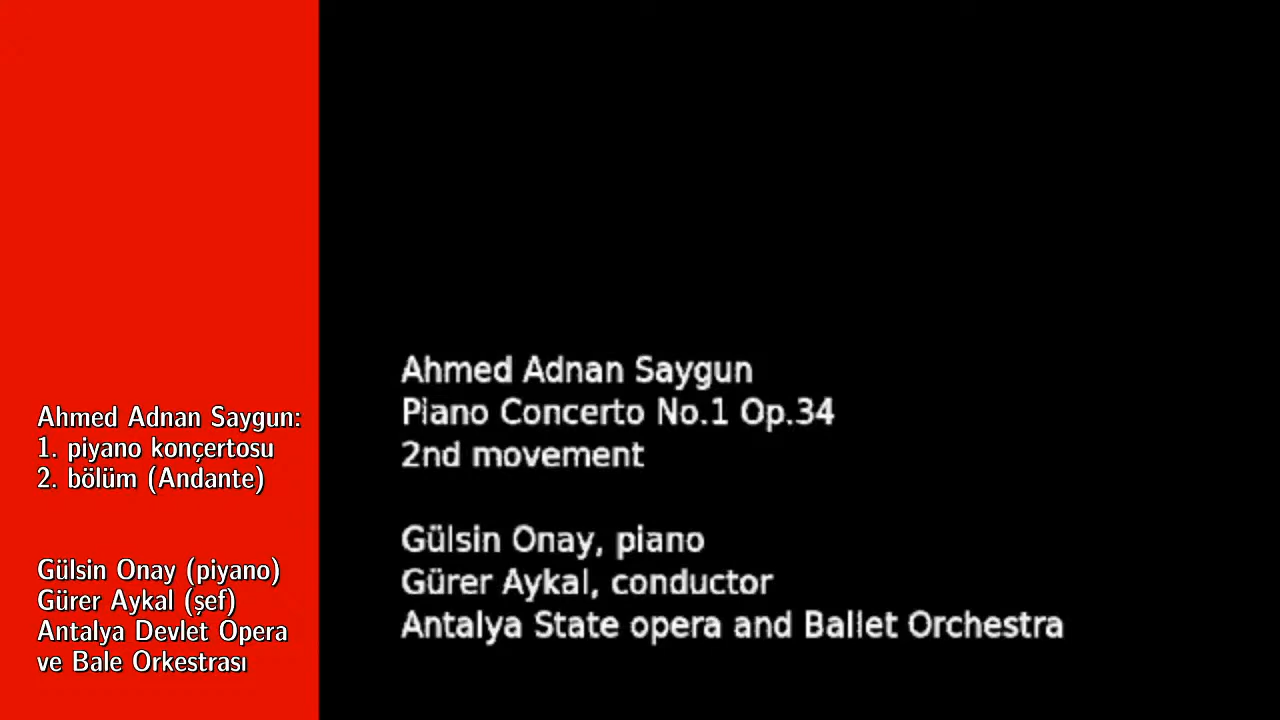 Ahmed Adnan Saygun:
1. piyano konçertosu
2. bölüm (Andante)
Gülsin Onay (piyano)
Gürer Aykal (şef)
Antalya Devlet Opera
ve Bale Orkestrası
Ahmed Adnan Saygun
Piano Concerto No.1 Op.34
2nd movement
Gülsin Onay, piano
Gürer Aykal, conductor
Antalya State opera and Ballet Orchestra